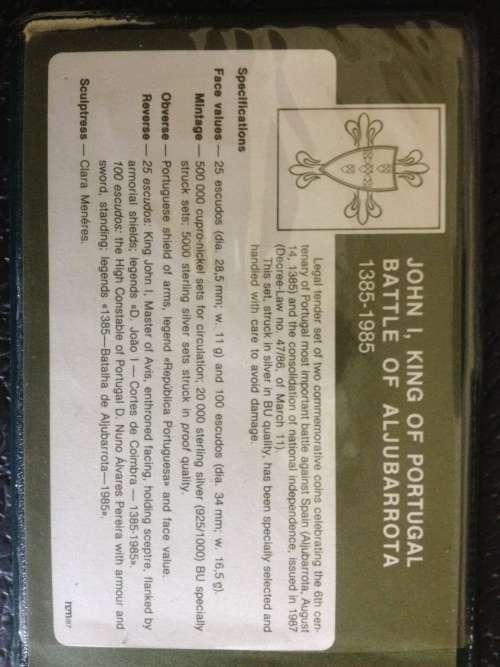 JOHN I, KING OF PORTUGAL
BATTLE OF ALJUBARROTA
1385-1985
Legal tender set of two commemorative coins celebrating the 6th cen-
tenary of Portugal most important battle against Spain (Aljubarrota, August
14, 1385) and the consolidation of national independence, issued in 1987
(Decree-Law no. 47/86, of March 11).
This set, struck in silver in BU quality, has been specially selected and
handled with care to avoid damage.
Specifications
Face values — 25 escudos (dia. 28,5 mm; w. 11 g) and 100 escudos (dia. 34 mm; w. 16,5 g).
Mintage — 500 000 cupro-nickel sets for circulation; 20 000 sterling silver (925/1000) BU specially
struck sets; 5000 sterling silver sets struck in proof quality.
Obverse — Portuguese shield of arms, legend «República Portuguesa» and face value.
Reverse — 25 escudos: King John I, Master of Avis, enthroned facing, holding sceptre, flanked by
armorial shields; legends «D. João I — Cortes de Coimbra — 1385-1985».
100 escudos: the High Constable of Portugal D. Nuno Álvares Pereira with armour and
sword, standing; legends «1385—Batalha de Aljubarrota—1985».
Sculptress — Clara Menéres.